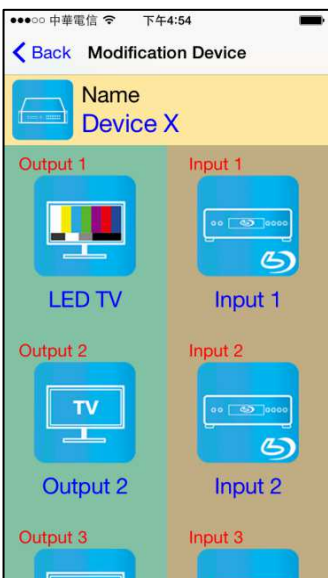 中華電信 下午4:54
Back Modification Device
Name
Device X
Output 1 Input 1
LED TV Input 1
Output 2 Input 2
TV
Output 2 Input 2
Output 3 Input 3